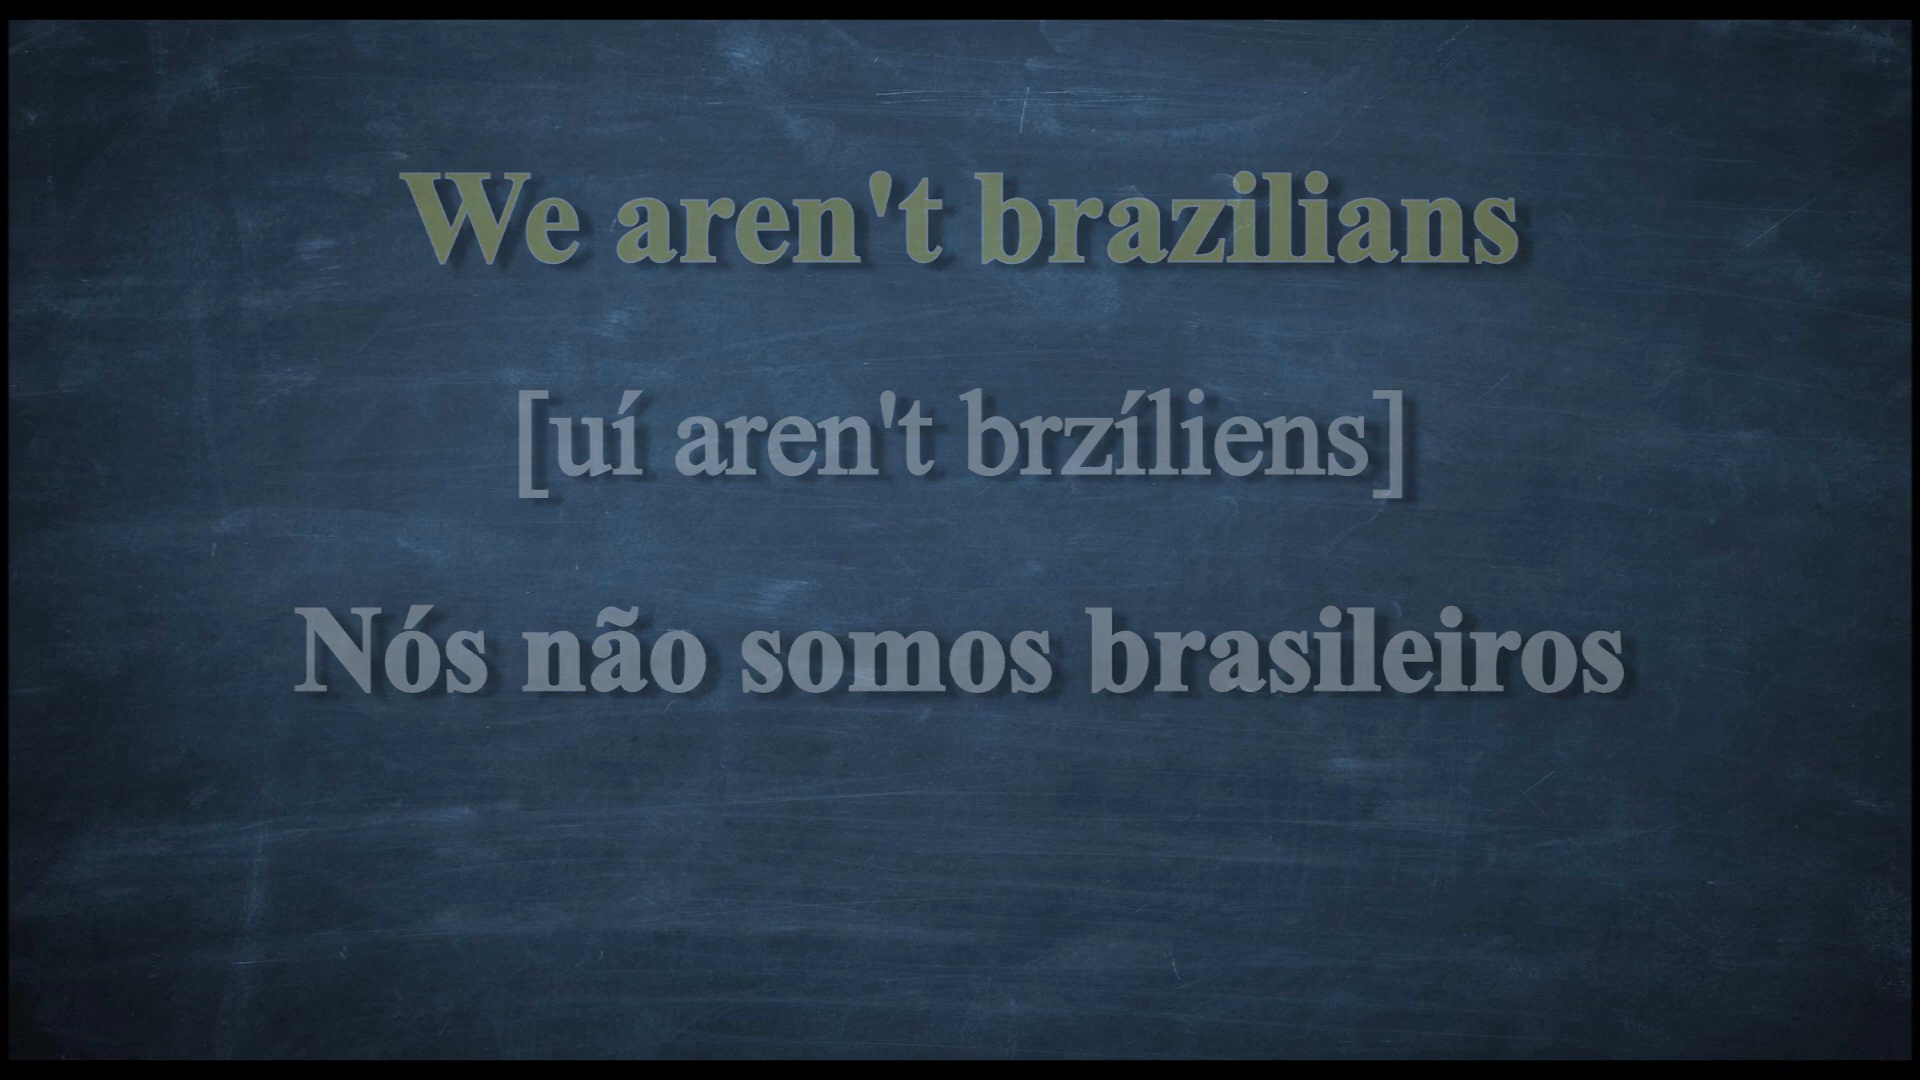 We aren't brazilians
[uí aren't brzíliens]
Nós não somos brasileiros